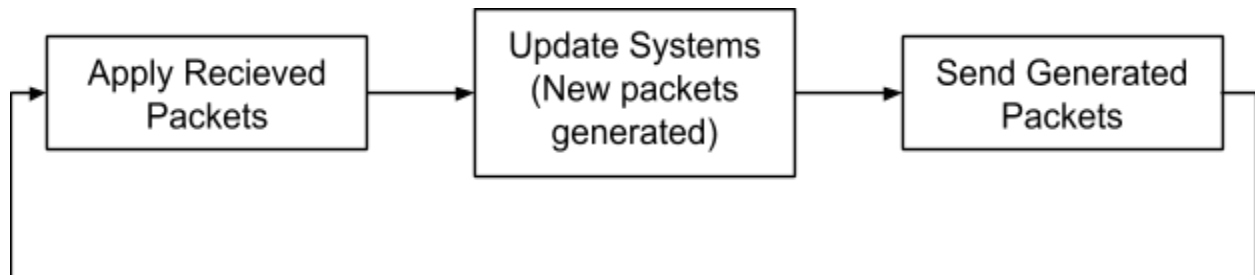 Apply Recieved
Packets
Update Systems
(New packets
generated)
Send Generated
Packets